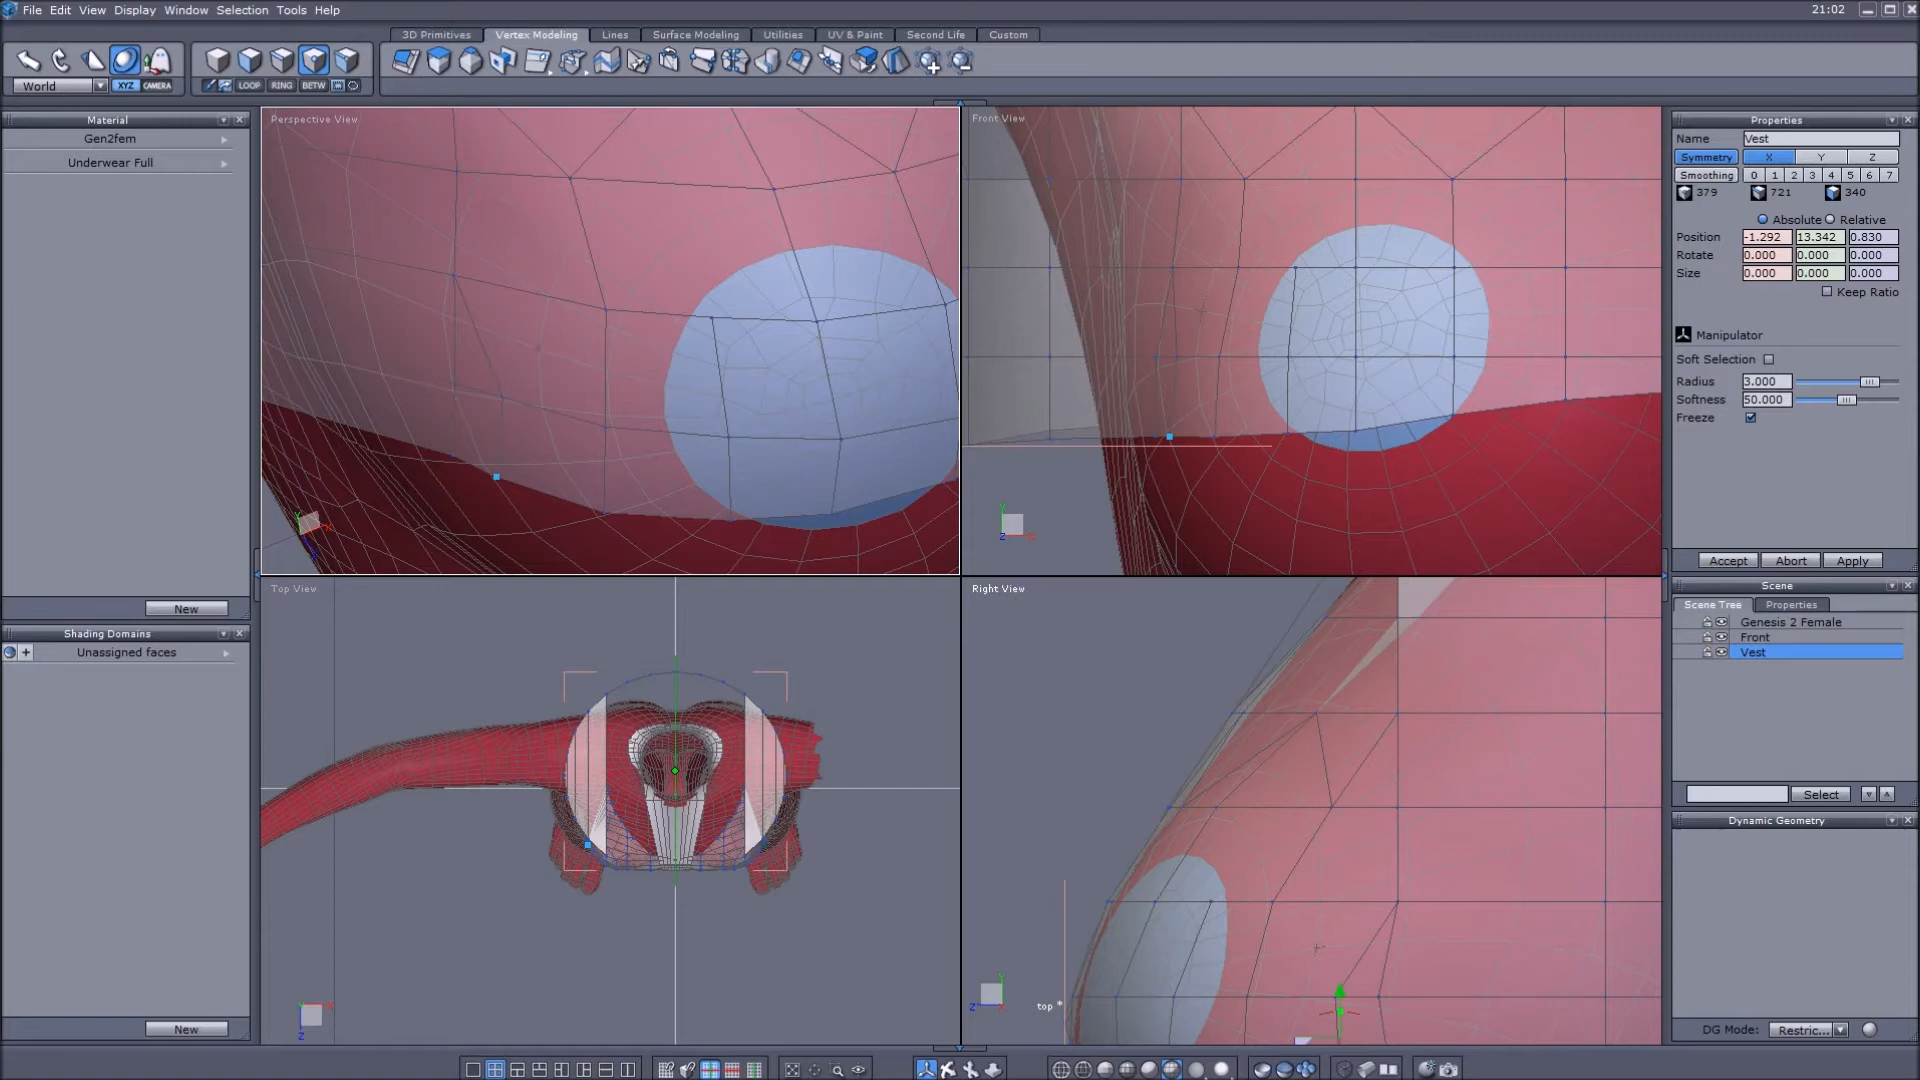 File Edit View Display Window Selection Tools Help 21:02
3D Primitives Vertex Modeling Lines Surface Modeling Utilities UV & Paint Second Life Custom
World XYZ CAMERA LOOP RING BETW
Material
Gen2fem
Underwear Full
New
Shading Domains
Unassigned faces
New
Perspective View
Front View
Top View
Right View
top *
Properties
Name Vest
Symmetry X Y Z
Smoothing 0 1 2 3 4 5 6 7
379 721 340
Absolute Relative
Position -1.292 13.342 0.830
Rotate 0.000 0.000 0.000
Size 0.000 0.000 0.000
Keep Ratio
Manipulator
Soft Selection
Radius 3.000
Softness 50.000
Freeze
Accept Abort Apply
Scene
Scene Tree Properties
Genesis 2 Female
Front
Vest
Select
Dynamic Geometry
DG Mode: Restric...